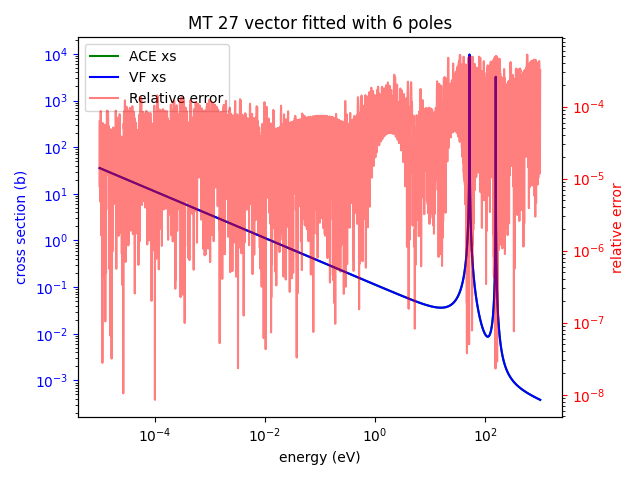 MT 27 vector fitted with 6 poles
ACE xs
VF xs
Relative error
cross section (b)
10^4
10^3
10^2
10^1
10^0
10^-1
10^-2
10^-3
10^-4
10^-5
10^-6
10^-7
10^-8
relative error
10^-4
10^-2
10^0
10^2
energy (eV)